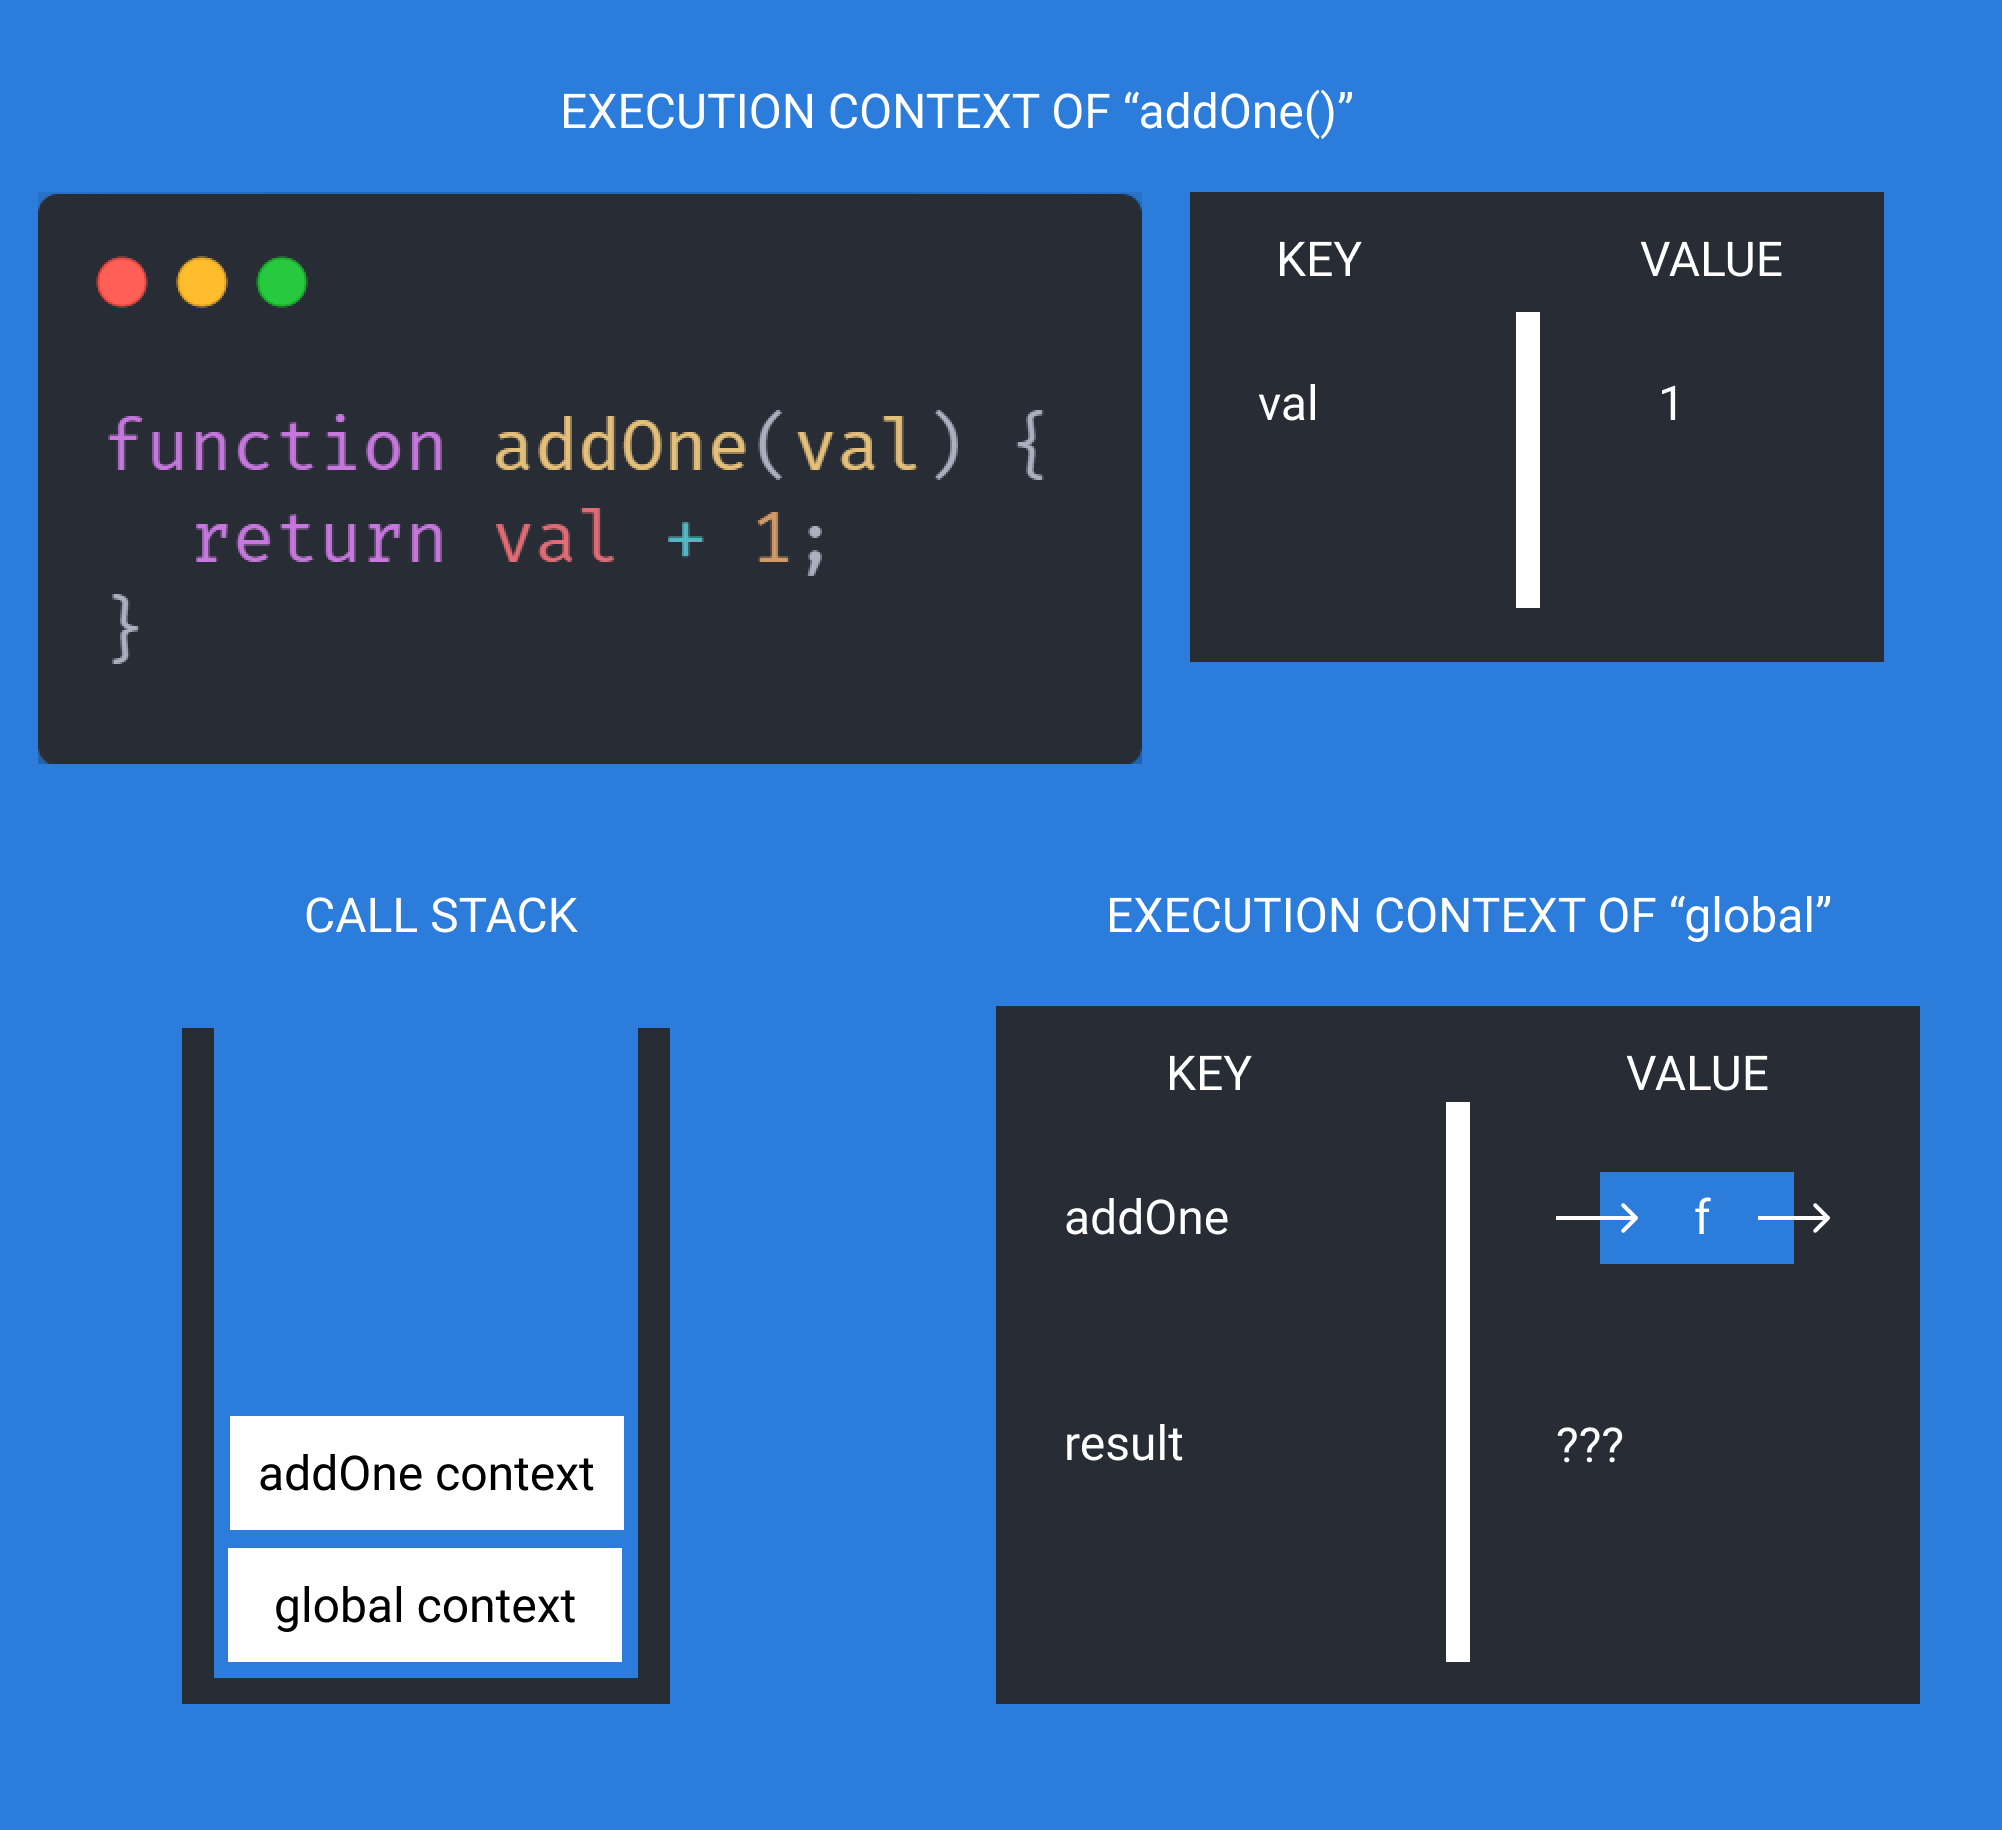 EXECUTION CONTEXT OF “addOne()”
function addOne(val) {
  return val + 1;
}
KEY VALUE
val 1
CALL STACK
addOne context
global context
EXECUTION CONTEXT OF “global”
KEY VALUE
addOne f
result ???